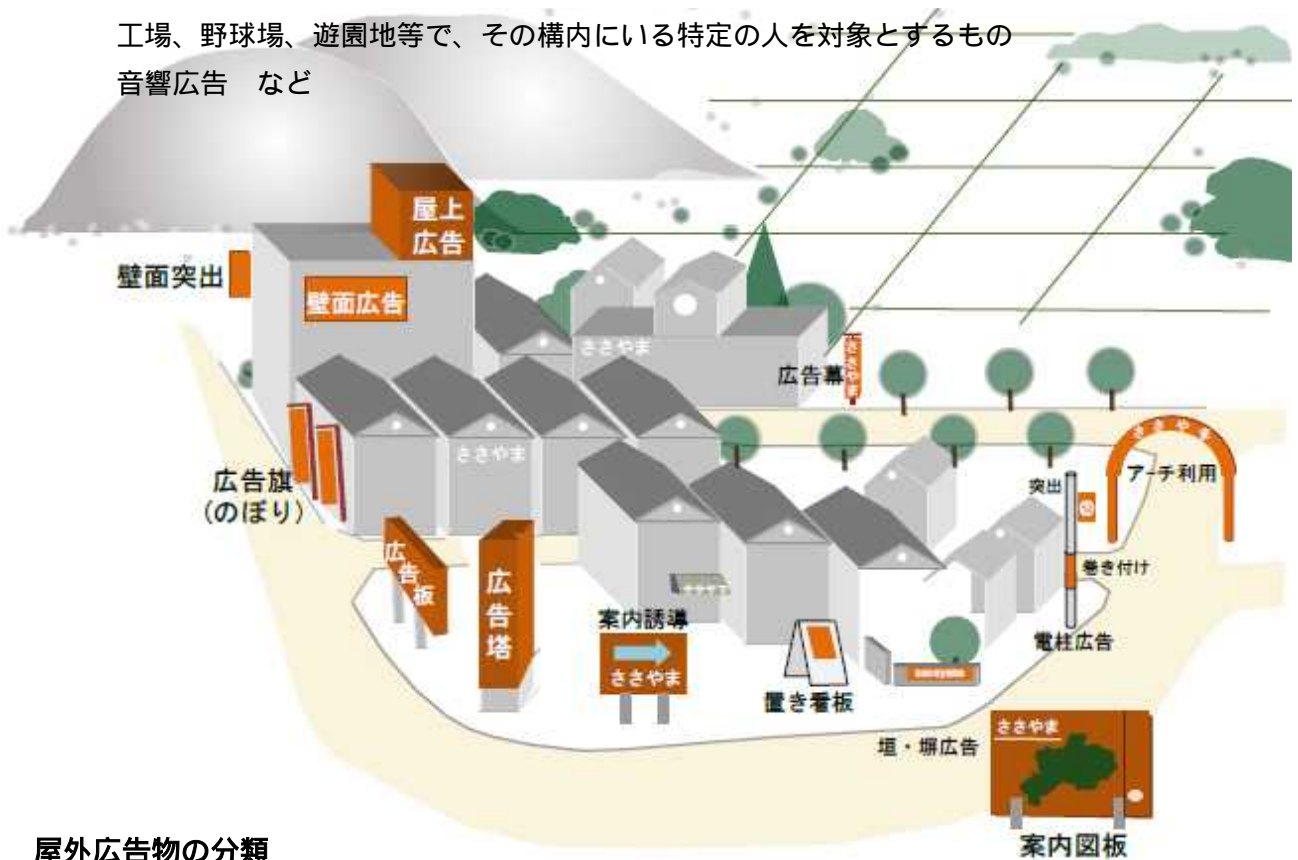 工場、野球場、遊園地等で、その構内にいる特定の人を対象とするもの
音響広告　など
屋上
広告
壁面突出
壁面広告
ささやま
広告幕
ささやま
ささやま
アーチ利用
ささやま
広告旗
(のぼり)
突出
巻き付け
電柱広告
広告板
広告塔
案内誘導
ささやま
置き看板
垣・塀広告
ささやま
案内図板
屋外広告物の分類